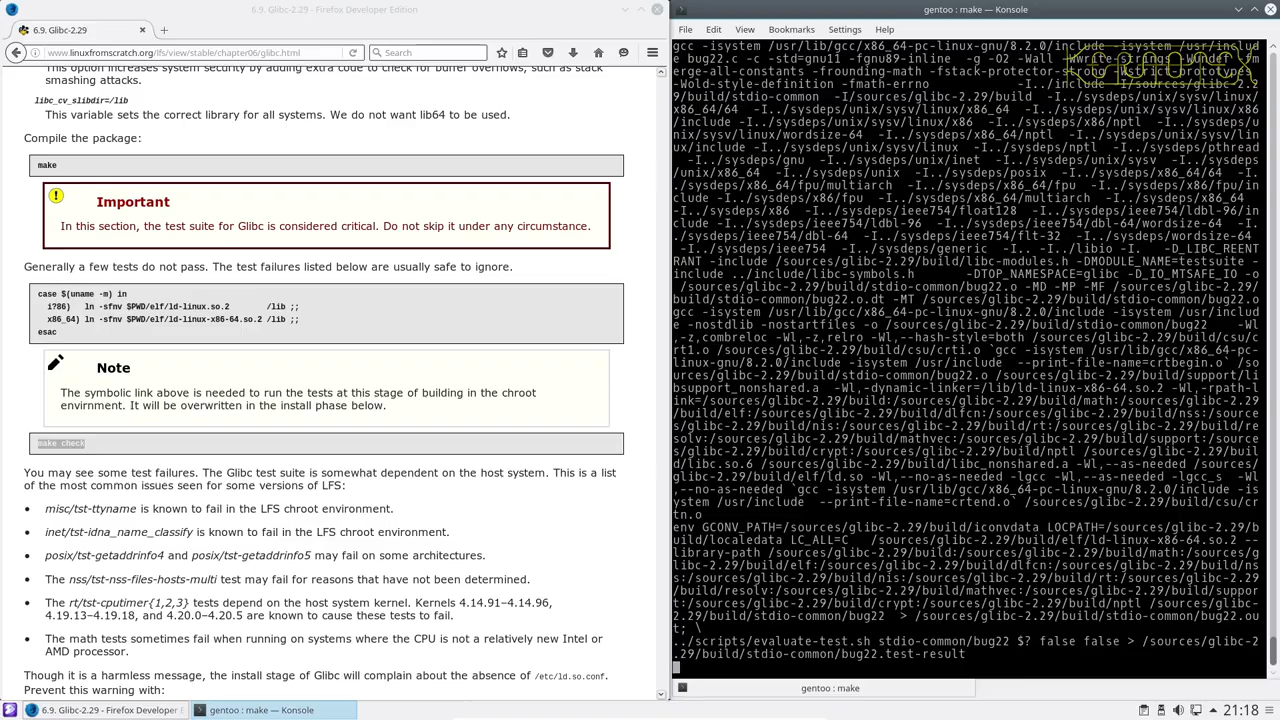 6.9. Glibc-2.29 - Firefox Developer Edition
6.9. Glibc-2.29
www.linuxfromscratch.org/lfs/view/stable/chapter06/glibc.html
Search
This option increases system security by adding extra code to check for buffer overflows, such as stack
smashing attacks.
libc_cv_slibdir=/lib
This variable sets the correct library for all systems. We do not want lib64 to be used.
Compile the package:
make
Important
In this section, the test suite for Glibc is considered critical. Do not skip it under any circumstance.
Generally a few tests do not pass. The test failures listed below are usually safe to ignore.
case $(uname -m) in
i?86) ln -sfnv $PWD/elf/ld-linux.so.2 /lib ;;
x86_64) ln -sfnv $PWD/elf/ld-linux-x86-64.so.2 /lib ;;
esac
Note
The symbolic link above is needed to run the tests at this stage of building in the chroot
envirnment. It will be overwritten in the install phase below.
make check
You may see some test failures. The Glibc test suite is somewhat dependent on the host system. This is a list
of the most common issues seen for some versions of LFS:
• misc/tst-ttyname is known to fail in the LFS chroot environment.
• inet/tst-idna_name_classify is known to fail in the LFS chroot environment.
• posix/tst-getaddrinfo4 and posix/tst-getaddrinfo5 may fail on some architectures.
• The nss/tst-nss-files-hosts-multi test may fail for reasons that have not been determined.
• The rt/tst-cputimer{1,2,3} tests depend on the host system kernel. Kernels 4.14.91–4.14.96,
4.19.13–4.19.18, and 4.20.0–4.20.5 are known to cause these tests to fail.
• The math tests sometimes fail when running on systems where the CPU is not a relatively new Intel or
AMD processor.
Though it is a harmless message, the install stage of Glibc will complain about the absence of /etc/ld.so.conf.
Prevent this warning with:
gentoo : make — Konsole
File Edit View Bookmarks Settings Help
gcc -isystem /usr/lib/gcc/x86_64-pc-linux-gnu/8.2.0/include -isystem /usr/includ
e bug22.c -c -std=gnu11 -fgnu89-inline -g -O2 -Wall -Wwrite-strings -Wundef -Wm
erge-all-constants -frounding-math -fstack-protector-strong -Wstrict-prototypes
-Wold-style-definition -fmath-errno -I../include -I/sources/glibc-2.2
9/build/stdio-common -I/sources/glibc-2.29/build -I../sysdeps/unix/sysv/linux/
x86_64/64 -I../sysdeps/unix/sysv/linux/x86_64 -I../sysdeps/unix/sysv/linux/x86
/include -I../sysdeps/unix/sysv/linux/x86 -I../sysdeps/x86/nptl -I../sysdeps/u
nix/sysv/linux/wordsize-64 -I../sysdeps/x86_64/nptl -I../sysdeps/unix/sysv/lin
ux/include -I../sysdeps/unix/sysv/linux -I../sysdeps/nptl -I../sysdeps/pthread
-I../sysdeps/gnu -I../sysdeps/unix/inet -I../sysdeps/unix/sysv -I../sysdeps
/unix/x86_64 -I../sysdeps/unix -I../sysdeps/posix -I../sysdeps/x86_64/64 -I..
/sysdeps/x86_64/fpu/multiarch -I../sysdeps/x86_64/fpu -I../sysdeps/x86/fpu/in
clude -I../sysdeps/x86/fpu -I../sysdeps/x86_64/multiarch -I../sysdeps/x86_64
-I../sysdeps/x86 -I../sysdeps/ieee754/float128 -I../sysdeps/ieee754/ldbl-96/in
clude -I../sysdeps/ieee754/ldbl-96 -I../sysdeps/ieee754/dbl-64/wordsize-64 -I.
./sysdeps/ieee754/dbl-64 -I../sysdeps/ieee754/flt-32 -I../sysdeps/wordsize-64
-I../sysdeps/ieee754 -I../sysdeps/generic -I.. -I../libio -I. -D_LIBC_REENT
RANT -include /sources/glibc-2.29/build/libc-modules.h -DMODULE_NAME=testsuite -
include ../include/libc-symbols.h -DTOP_NAMESPACE=glibc -D_IO_MTSAFE_IO -o
/sources/glibc-2.29/build/stdio-common/bug22.o -MD -MP -MF /sources/glibc-2.29/b
uild/stdio-common/bug22.o.dt -MT /sources/glibc-2.29/build/stdio-common/bug22.o
gcc -isystem /usr/lib/gcc/x86_64-pc-linux-gnu/8.2.0/include -isystem /usr/includ
e -nostdlib -nostartfiles -o /sources/glibc-2.29/build/stdio-common/bug22 -Wl,
-z,combreloc -Wl,-z,relro -Wl,--hash-style=both /sources/glibc-2.29/build/csu/c
rt1.o /sources/glibc-2.29/build/csu/crti.o `gcc -isystem /usr/lib/gcc/x86_64-pc-
linux-gnu/8.2.0/include -isystem /usr/include --print-file-name=crtbegin.o` /so
urces/glibc-2.29/build/stdio-common/bug22.o /sources/glibc-2.29/build/support/li
bsupport_nonshared.a -Wl,-dynamic-linker=/lib/ld-linux-x86-64.so.2 -Wl,-rpath-l
ink=/sources/glibc-2.29/build:/sources/glibc-2.29/build/math:/sources/glibc-2.29
/build/elf:/sources/glibc-2.29/build/dlfcn:/sources/glibc-2.29/build/nss:/source
s/glibc-2.29/build/nis:/sources/glibc-2.29/build/rt:/sources/glibc-2.29/build/re
solv:/sources/glibc-2.29/build/mathvec:/sources/glibc-2.29/build/support:/source
s/glibc-2.29/build/crypt:/sources/glibc-2.29/build/nptl /sources/glibc-2.29/buil
d/libc.so.6 /sources/glibc-2.29/build/libc_nonshared.a -Wl,--as-needed /sources/
glibc-2.29/build/elf/ld.so -Wl,--no-as-needed -lgcc -Wl,--as-needed -lgcc_s -Wl
,--no-as-needed `gcc -isystem /usr/lib/gcc/x86_64-pc-linux-gnu/8.2.0/include -is
ystem /usr/include --print-file-name=crtend.o` /sources/glibc-2.29/build/csu/cr
tn.o
env GCONV_PATH=/sources/glibc-2.29/build/iconvdata LOCPATH=/sources/glibc-2.29/b
uild/localedata LC_ALL=C /sources/glibc-2.29/build/elf/ld-linux-x86-64.so.2 --
library-path /sources/glibc-2.29/build:/sources/glibc-2.29/build/math:/sources/g
libc-2.29/build/elf:/sources/glibc-2.29/build/dlfcn:/sources/glibc-2.29/build/ns
s:/sources/glibc-2.29/build/nis:/sources/glibc-2.29/build/rt:/sources/glibc-2.29
/build/resolv:/sources/glibc-2.29/build/mathvec:/sources/glibc-2.29/build/suppor
t:/sources/glibc-2.29/build/crypt:/sources/glibc-2.29/build/nptl /sources/glibc-
2.29/build/stdio-common/bug22 > /sources/glibc-2.29/build/stdio-common/bug22.ou
t; \
../scripts/evaluate-test.sh stdio-common/bug22 $? false false > /sources/glibc-2
.29/build/stdio-common/bug22.test-result
gentoo : make
6.9. Glibc-2.29 - Firefox Developer E
gentoo : make — Konsole
21:18